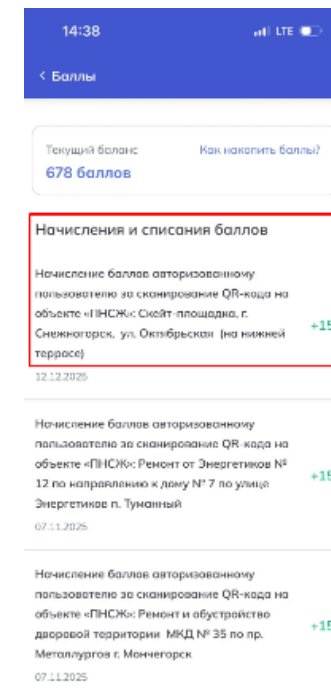 14:38
LTE
< Баллы
Текущий баланс
Как накопить баллы?
678 баллов
Начисления и списания баллов
Начисление баллов авторизованному
пользователю за сканирование QR-кода на
объекте «ПНСЖ»: Скейт-площадка, г.
Снежногорск, ул. Октябрьская (на нижней
террасе)
+15
12.12.2025
Начисление баллов авторизованному
пользователю за сканирование QR-кода на
объекте «ПНСЖ»: Ремонт от Энергетиков №
12 по направлению к дому № 7 по улице
Энергетиков п. Туманный
+15
07.11.2025
Начисление баллов авторизованному
пользователю за сканирование QR-кода на
объекте «ПНСЖ»: Ремонт и обустройство
дворовой территории МКД № 35 по пр.
Металлургов г. Мончегорск
+15
07.11.2025